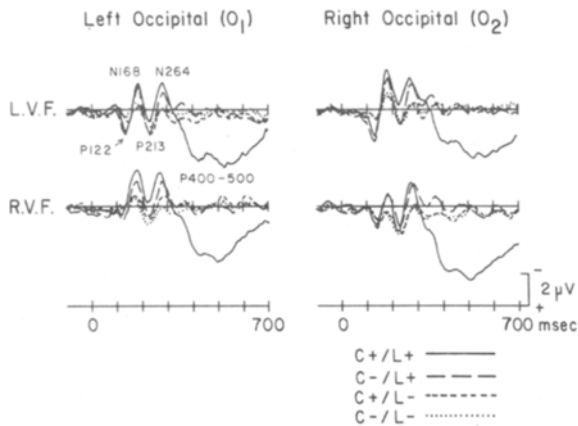 Left Occipital (O₁)
Right Occipital (O₂)
N168 N264
L.V.F.
P122 P213
P400-500
R.V.F.
−
2 µV
+
0 700
0 700 msec
C+/L+
C-/L+
C+/L-
C-/L-